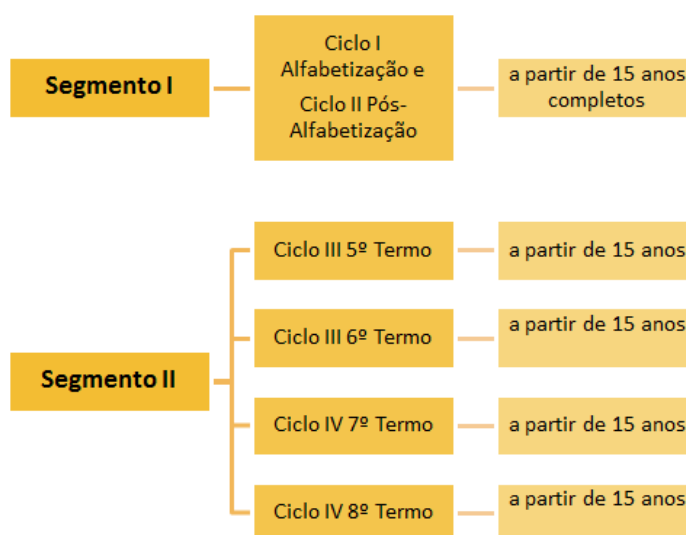 Segmento I
Ciclo I
Alfabetização e
Ciclo II Pós-
Alfabetização
a partir de 15 anos
completos
Segmento II
Ciclo III 5º Termo
a partir de 15 anos
Ciclo III 6º Termo
a partir de 15 anos
Ciclo IV 7º Termo
a partir de 15 anos
Ciclo IV 8º Termo
a partir de 15 anos